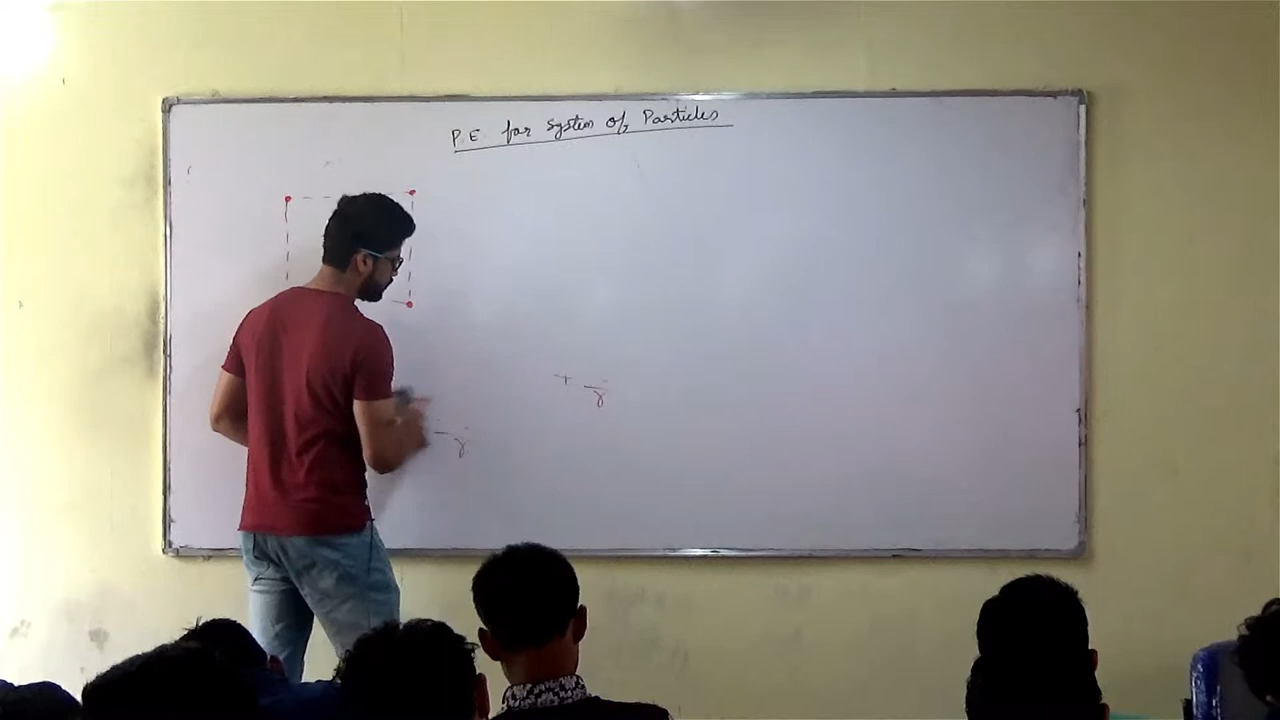 P.E. for System of Particles
+ — r
— r